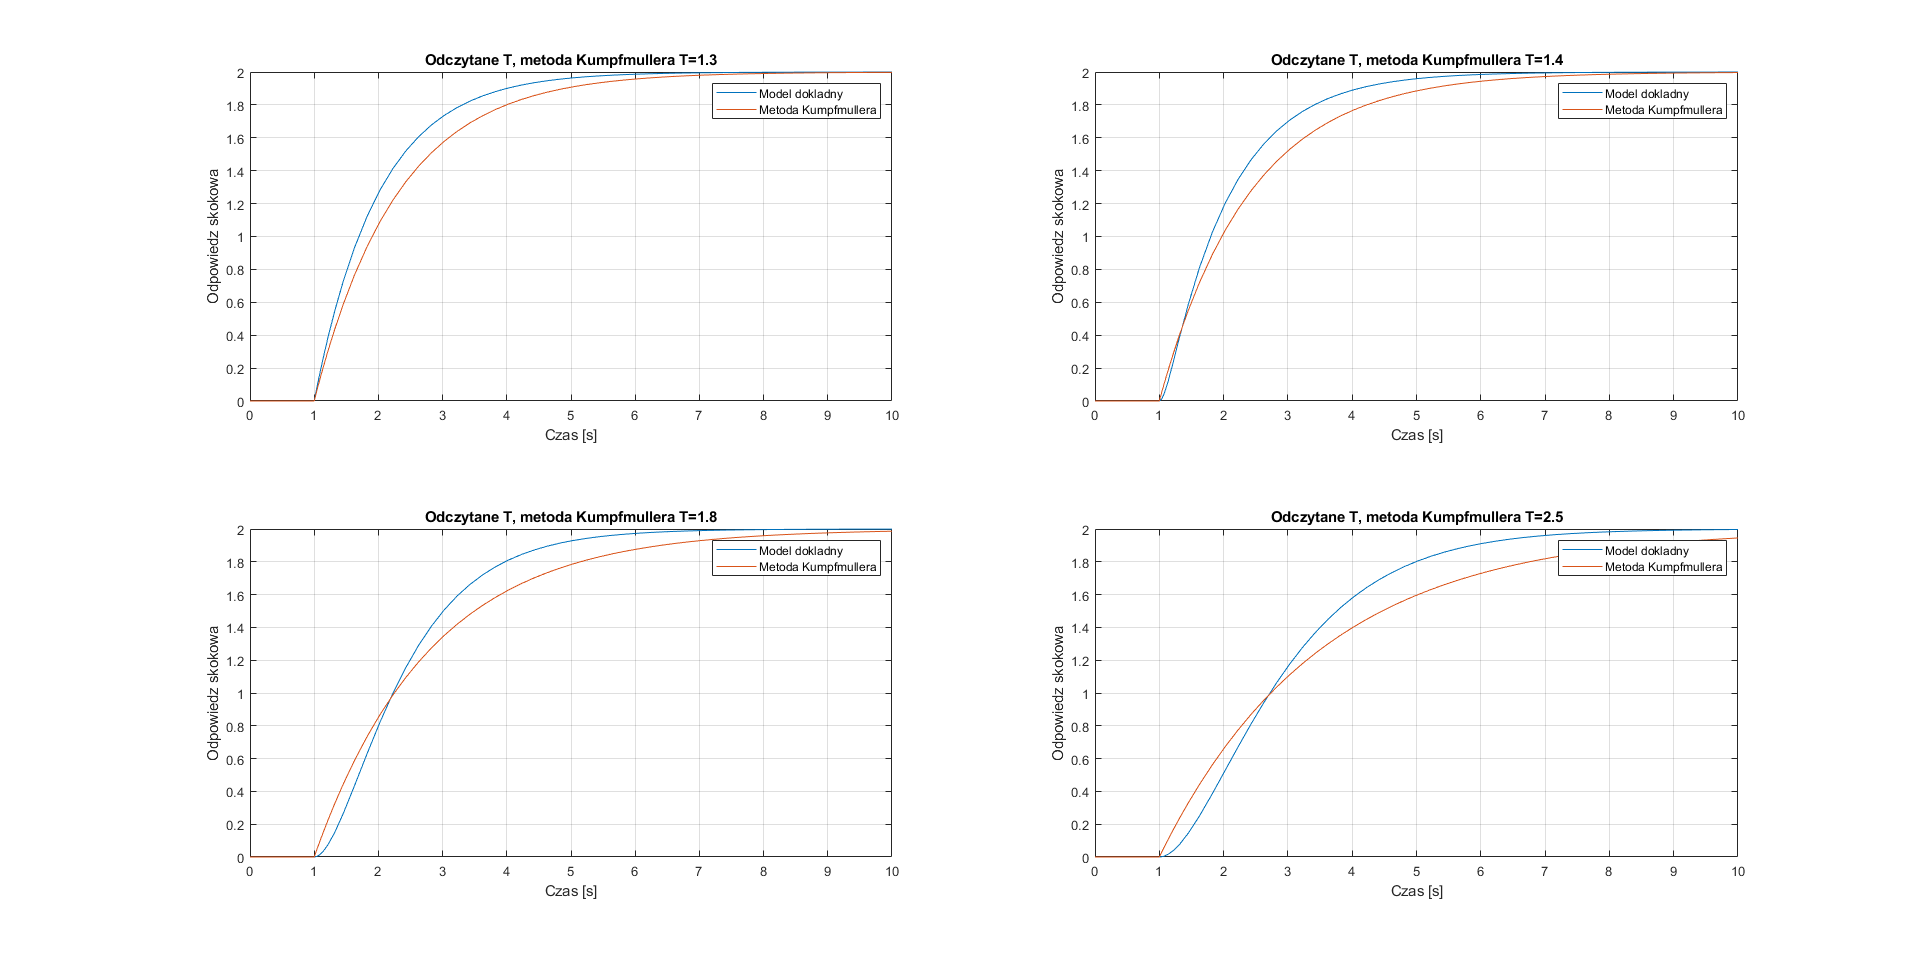 Odczytane T, metoda Kumpfmullera T=1.3
2
1.8
1.6
1.4
1.2
1
0.8
0.6
0.4
0.2
0
Odpowiedz skokowa
Model dokladny
Metoda Kumpfmullera
0 1 2 3 4 5 6 7 8 9 10
Czas [s]
Odczytane T, metoda Kumpfmullera T=1.4
2
1.8
1.6
1.4
1.2
1
0.8
0.6
0.4
0.2
0
Odpowiedz skokowa
Model dokladny
Metoda Kumpfmullera
0 1 2 3 4 5 6 7 8 9 10
Czas [s]
Odczytane T, metoda Kumpfmullera T=1.8
2
1.8
1.6
1.4
1.2
1
0.8
0.6
0.4
0.2
0
Odpowiedz skokowa
Model dokladny
Metoda Kumpfmullera
0 1 2 3 4 5 6 7 8 9 10
Czas [s]
Odczytane T, metoda Kumpfmullera T=2.5
2
1.8
1.6
1.4
1.2
1
0.8
0.6
0.4
0.2
0
Odpowiedz skokowa
Model dokladny
Metoda Kumpfmullera
0 1 2 3 4 5 6 7 8 9 10
Czas [s]